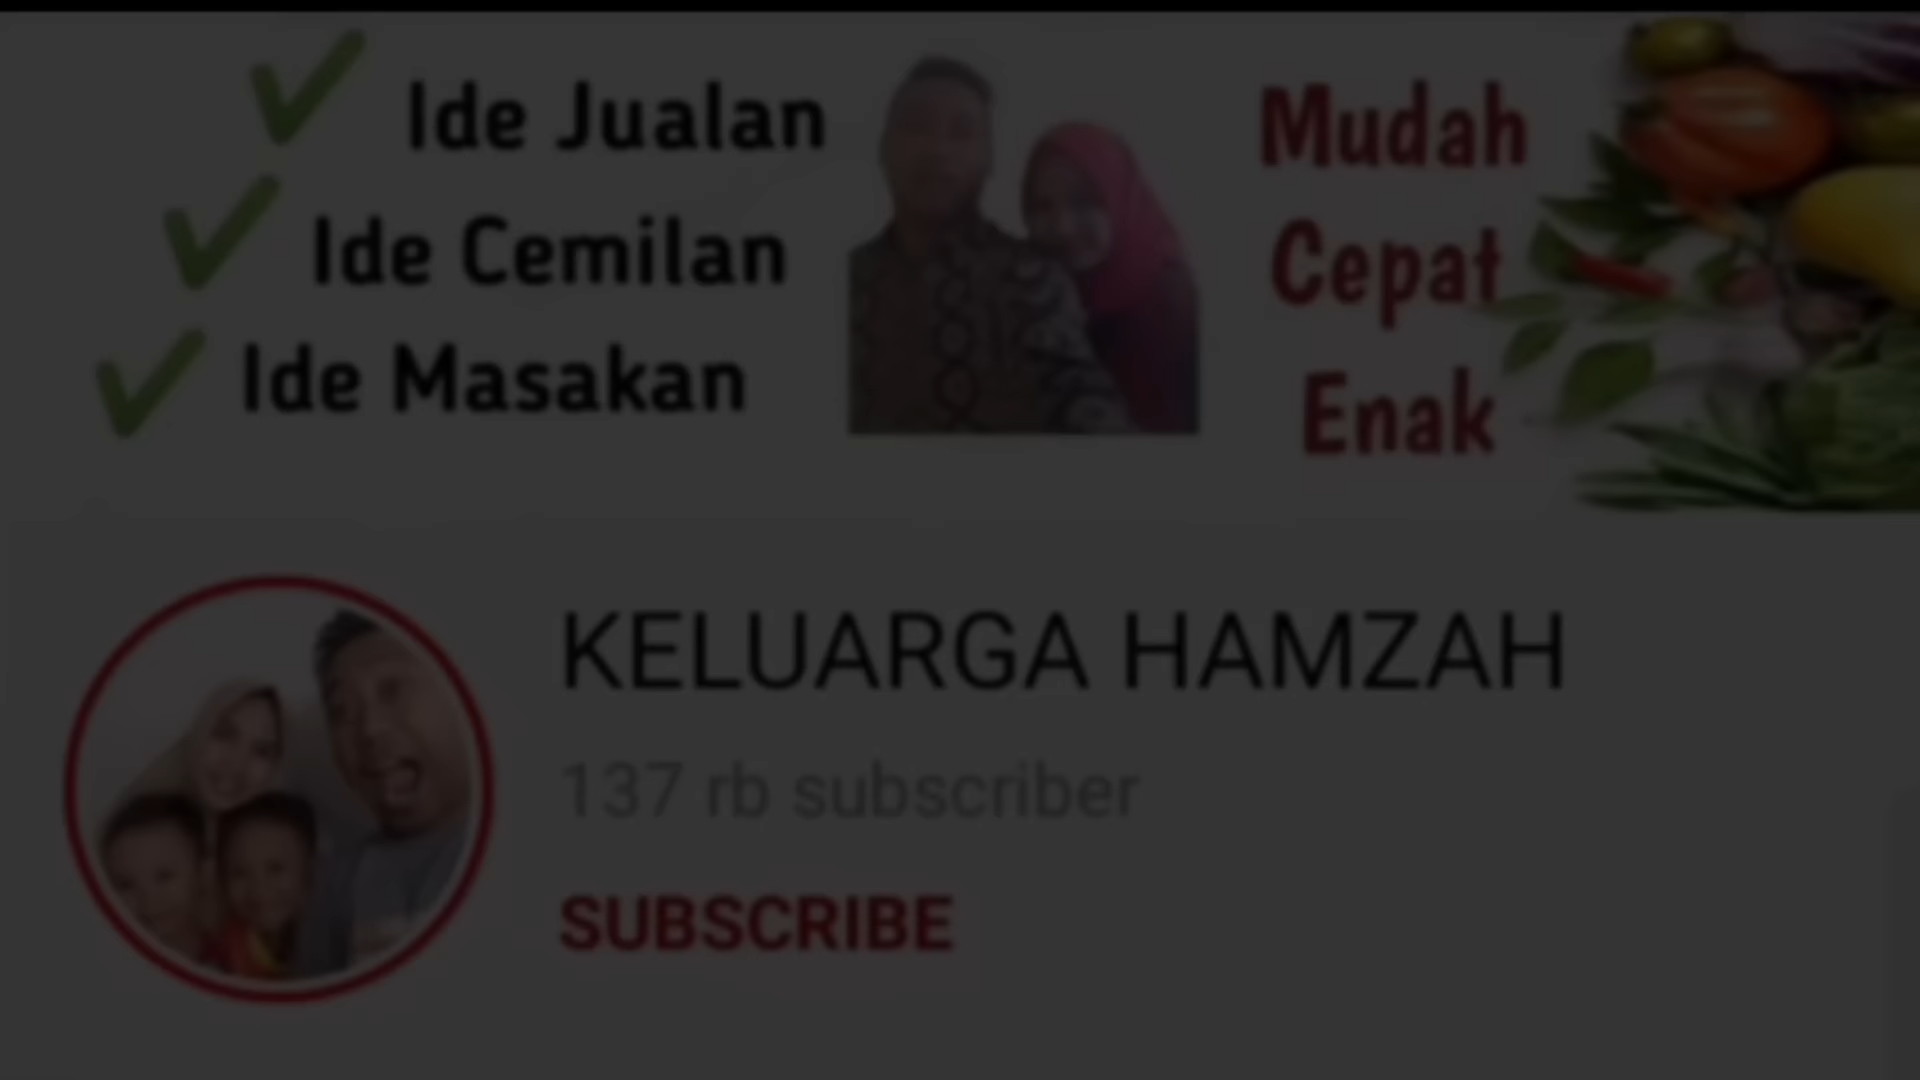 Ide Jualan
Ide Cemilan
Ide Masakan
Mudah
Cepat
Enak
KELUARGA HAMZAH
137 rb subscriber
SUBSCRIBE